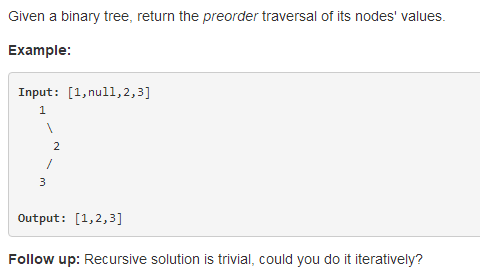 Given a binary tree, return the preorder traversal of its nodes' values.
Example:
Input: [1,null,2,3]
   1
    \
     2
    /
   3
Output: [1,2,3]
Follow up: Recursive solution is trivial, could you do it iteratively?